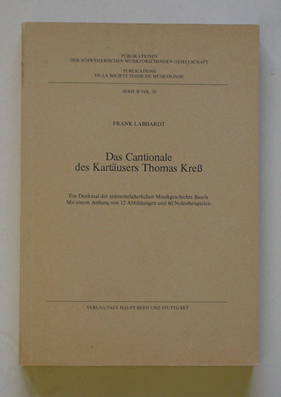 PUBLIKATIONEN
DER SCHWEIZERISCHEN MUSIKFORSCHENDEN GESELLSCHAFT
PUBLICATIONS
DE LA SOCIÉTÉ SUISSE DE MUSICOLOGIE
SERIE II VOL. 20
FRANK LABHARDT
Das Cantionale
des Kartäusers Thomas Kreß
Ein Denkmal der spätmittelalterlichen Musikgeschichte Basels
Mit einem Anhang von 12 Abbildungen und 60 Notenbeispielen
VERLAG PAUL HAUPT BERN UND STUTTGART